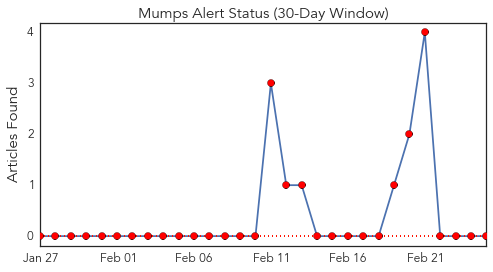 Mumps Alert Status (30-Day Window)
Articles Found
4
3
2
1
0
Jan 27
Feb 01
Feb 06
Feb 11
Feb 16
Feb 21